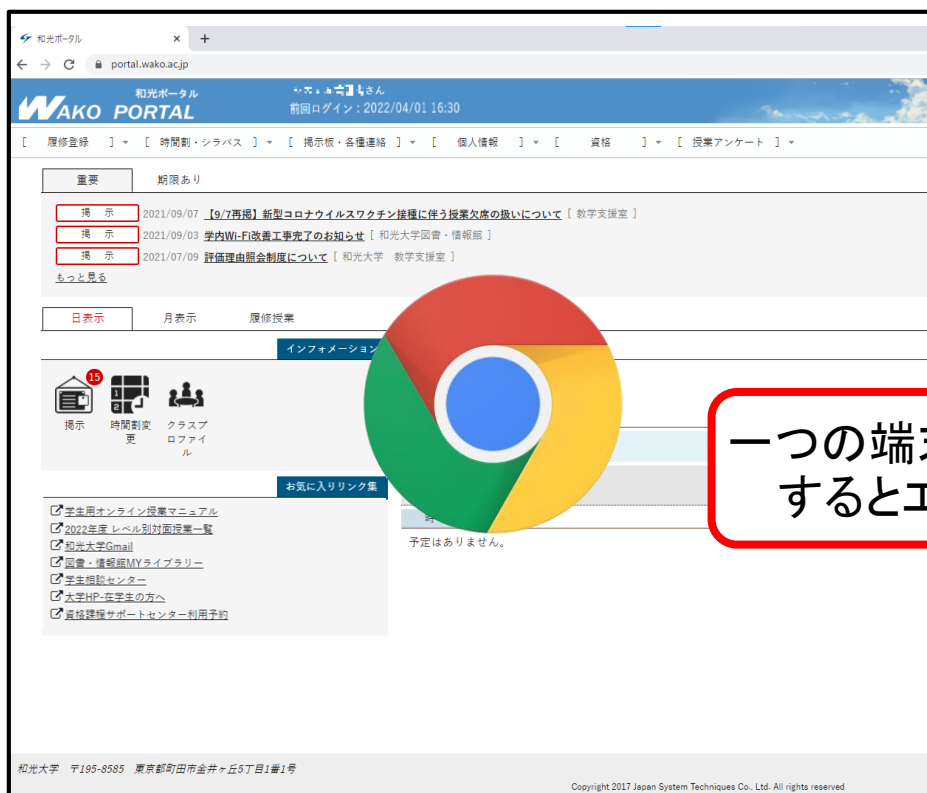 和光ポータル
portal.wako.ac.jp
和光ポータル
WAKO PORTAL
さん
前回ログイン：2022/04/01 16:30
[ 履修登録 ] [ 時間割・シラバス ] [ 掲示板・各種連絡 ] [ 個人情報 ] [ 資格 ] [ 授業アンケート ]
重要 期限あり
掲 示 2021/09/07 【9/7再掲】新型コロナウイルスワクチン接種に伴う授業欠席の扱いについて [ 教学支援室 ]
掲 示 2021/09/03 学内Wi-Fi改善工事完了のお知らせ [ 和光大学図書・情報館 ]
掲 示 2021/07/09 評価理由照会制度について [ 和光大学 教学支援室 ]
もっと見る
日表示 月表示 履修授業
インフォメーション
15
掲示 時間割変更 クラスプロファイル
一つの端
するとエ
お気に入りリンク集
学生用オンライン授業マニュアル
2022年度 レベル別対面授業一覧
和光大学Gmail
図書・情報館MYライブラリー
学生相談センター
大学HP-在学生の方へ
資格課程サポートセンター利用予約
時
予定はありません。
和光大学 〒195-8585 東京都町田市金井ヶ丘5丁目1番1号
Copyright 2017 Japan System Techniques Co., Ltd. All rights reserved